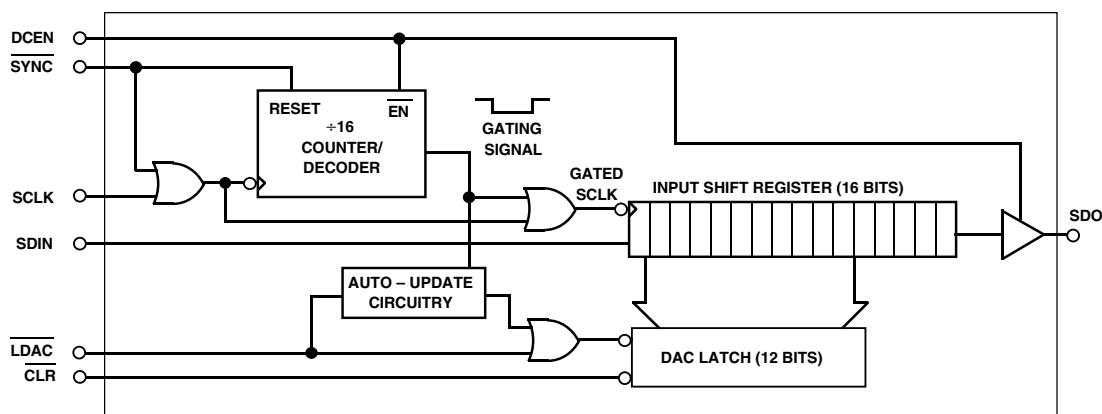 DCEN
SYNC
RESET
EN
÷16
COUNTER/
DECODER
GATING
SIGNAL
SCLK
GATED
SCLK
INPUT SHIFT REGISTER (16 BITS)
SDO
SDIN
AUTO – UPDATE
CIRCUITRY
LDAC
DAC LATCH (12 BITS)
CLR